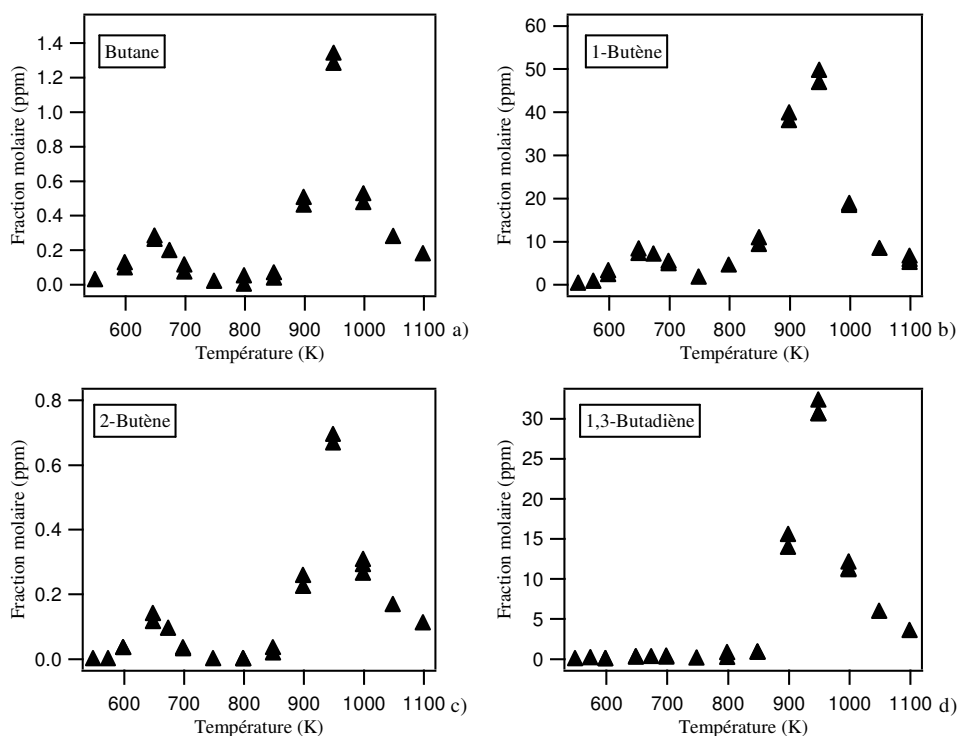 Butane
Fraction molaire (ppm)
1.4
1.2
1.0
0.8
0.6
0.4
0.2
0.0
600 700 800 900 1000 1100
Température (K)
a)
1-Butène
Fraction molaire (ppm)
60
50
40
30
20
10
0
600 700 800 900 1000 1100
Température (K)
b)
2-Butène
Fraction molaire (ppm)
0.8
0.6
0.4
0.2
0.0
600 700 800 900 1000 1100
Température (K)
c)
1,3-Butadiène
Fraction molaire (ppm)
30
25
20
15
10
5
0
600 700 800 900 1000 1100
Température (K)
d)